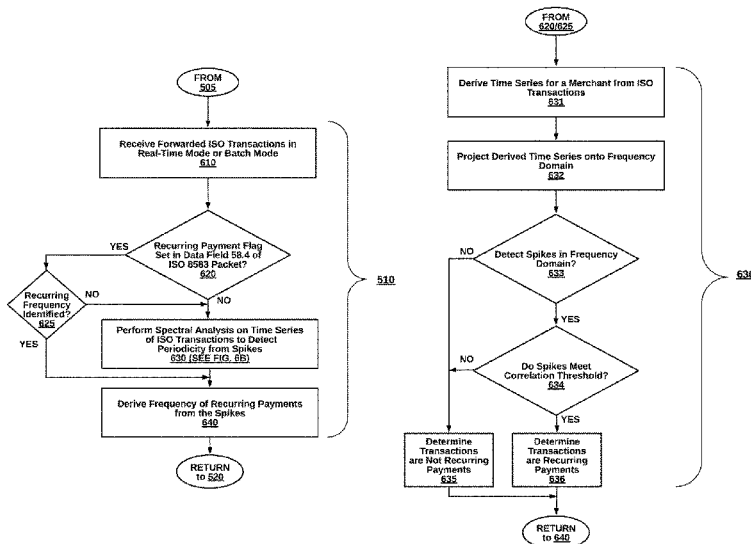 FROM
505
Receive Forwarded ISO Transactions in
Real-Time Mode or Batch Mode
610
YES
Recurring Payment Flag
Set in Data Field 58.4 of
ISO 8583 Packet?
620
Recurring
Frequency
Identified?
625
NO
NO
YES
Perform Spectral Analysis on Time Series
of ISO Transactions to Detect
Periodicity from Spikes
630 (SEE FIG. 6B)
Derive Frequency of Recurring Payments
from the Spikes
640
RETURN
to 520
510
FROM
620/625
Derive Time Series for a Merchant from ISO
Transactions
631
Project Derived Time Series onto Frequency
Domain
632
NO
Detect Spikes in Frequency
Domain?
633
YES
NO
Do Spikes Meet
Correlation Threshold?
634
YES
Determine
Transactions
are Not Recurring
Payments
635
Determine
Transactions
are Recurring
Payments
636
RETURN
to 640
630